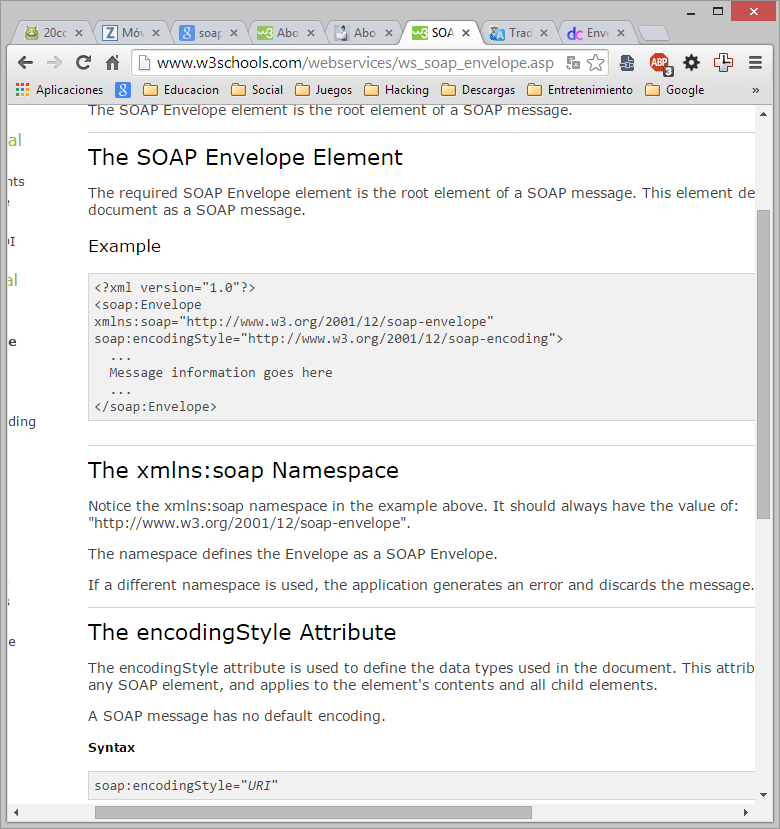 20cc
Móv
soap
Abo
Abo
SOA
Trad
Enve
www.w3schools.com/webservices/ws_soap_envelope.asp
ABP
3
Aplicaciones
Educacion
Social
Juegos
Hacking
Descargas
Entretenimiento
Google
»
The SOAP Envelope element is the root element of a SOAP message.
al
The SOAP Envelope Element
nts
The required SOAP Envelope element is the root element of a SOAP message. This element de
document as a SOAP message.
Example
al
<?xml version="1.0"?>
<soap:Envelope
xmlns:soap="http://www.w3.org/2001/12/soap-envelope"
soap:encodingStyle="http://www.w3.org/2001/12/soap-encoding">
...
Message information goes here
...
</soap:Envelope>
e
ding
The xmlns:soap Namespace
Notice the xmlns:soap namespace in the example above. It should always have the value of:
"http://www.w3.org/2001/12/soap-envelope".
The namespace defines the Envelope as a SOAP Envelope.
If a different namespace is used, the application generates an error and discards the message.
s
The encodingStyle Attribute
e
The encodingStyle attribute is used to define the data types used in the document. This attrib
any SOAP element, and applies to the element's contents and all child elements.
A SOAP message has no default encoding.
Syntax
soap:encodingStyle="URI"